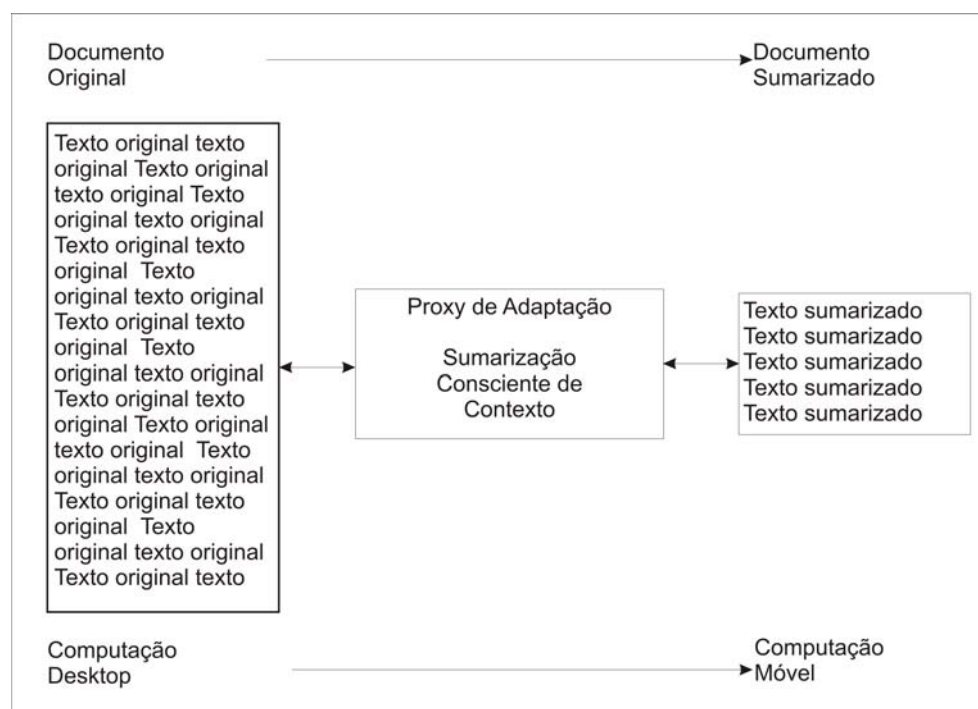 Documento
Original
Documento
Sumarizado
Texto original texto
original Texto original
texto original Texto
original texto original
Texto original texto
original Texto
original texto original
Texto original texto
original Texto
original texto original
Texto original texto
original Texto original
texto original Texto
original texto original
Texto original texto
original Texto
original texto original
Texto original texto
Proxy de Adaptação
Sumarização
Consciente de
Contexto
Texto sumarizado
Texto sumarizado
Texto sumarizado
Texto sumarizado
Texto sumarizado
Computação
Desktop
Computação
Móvel